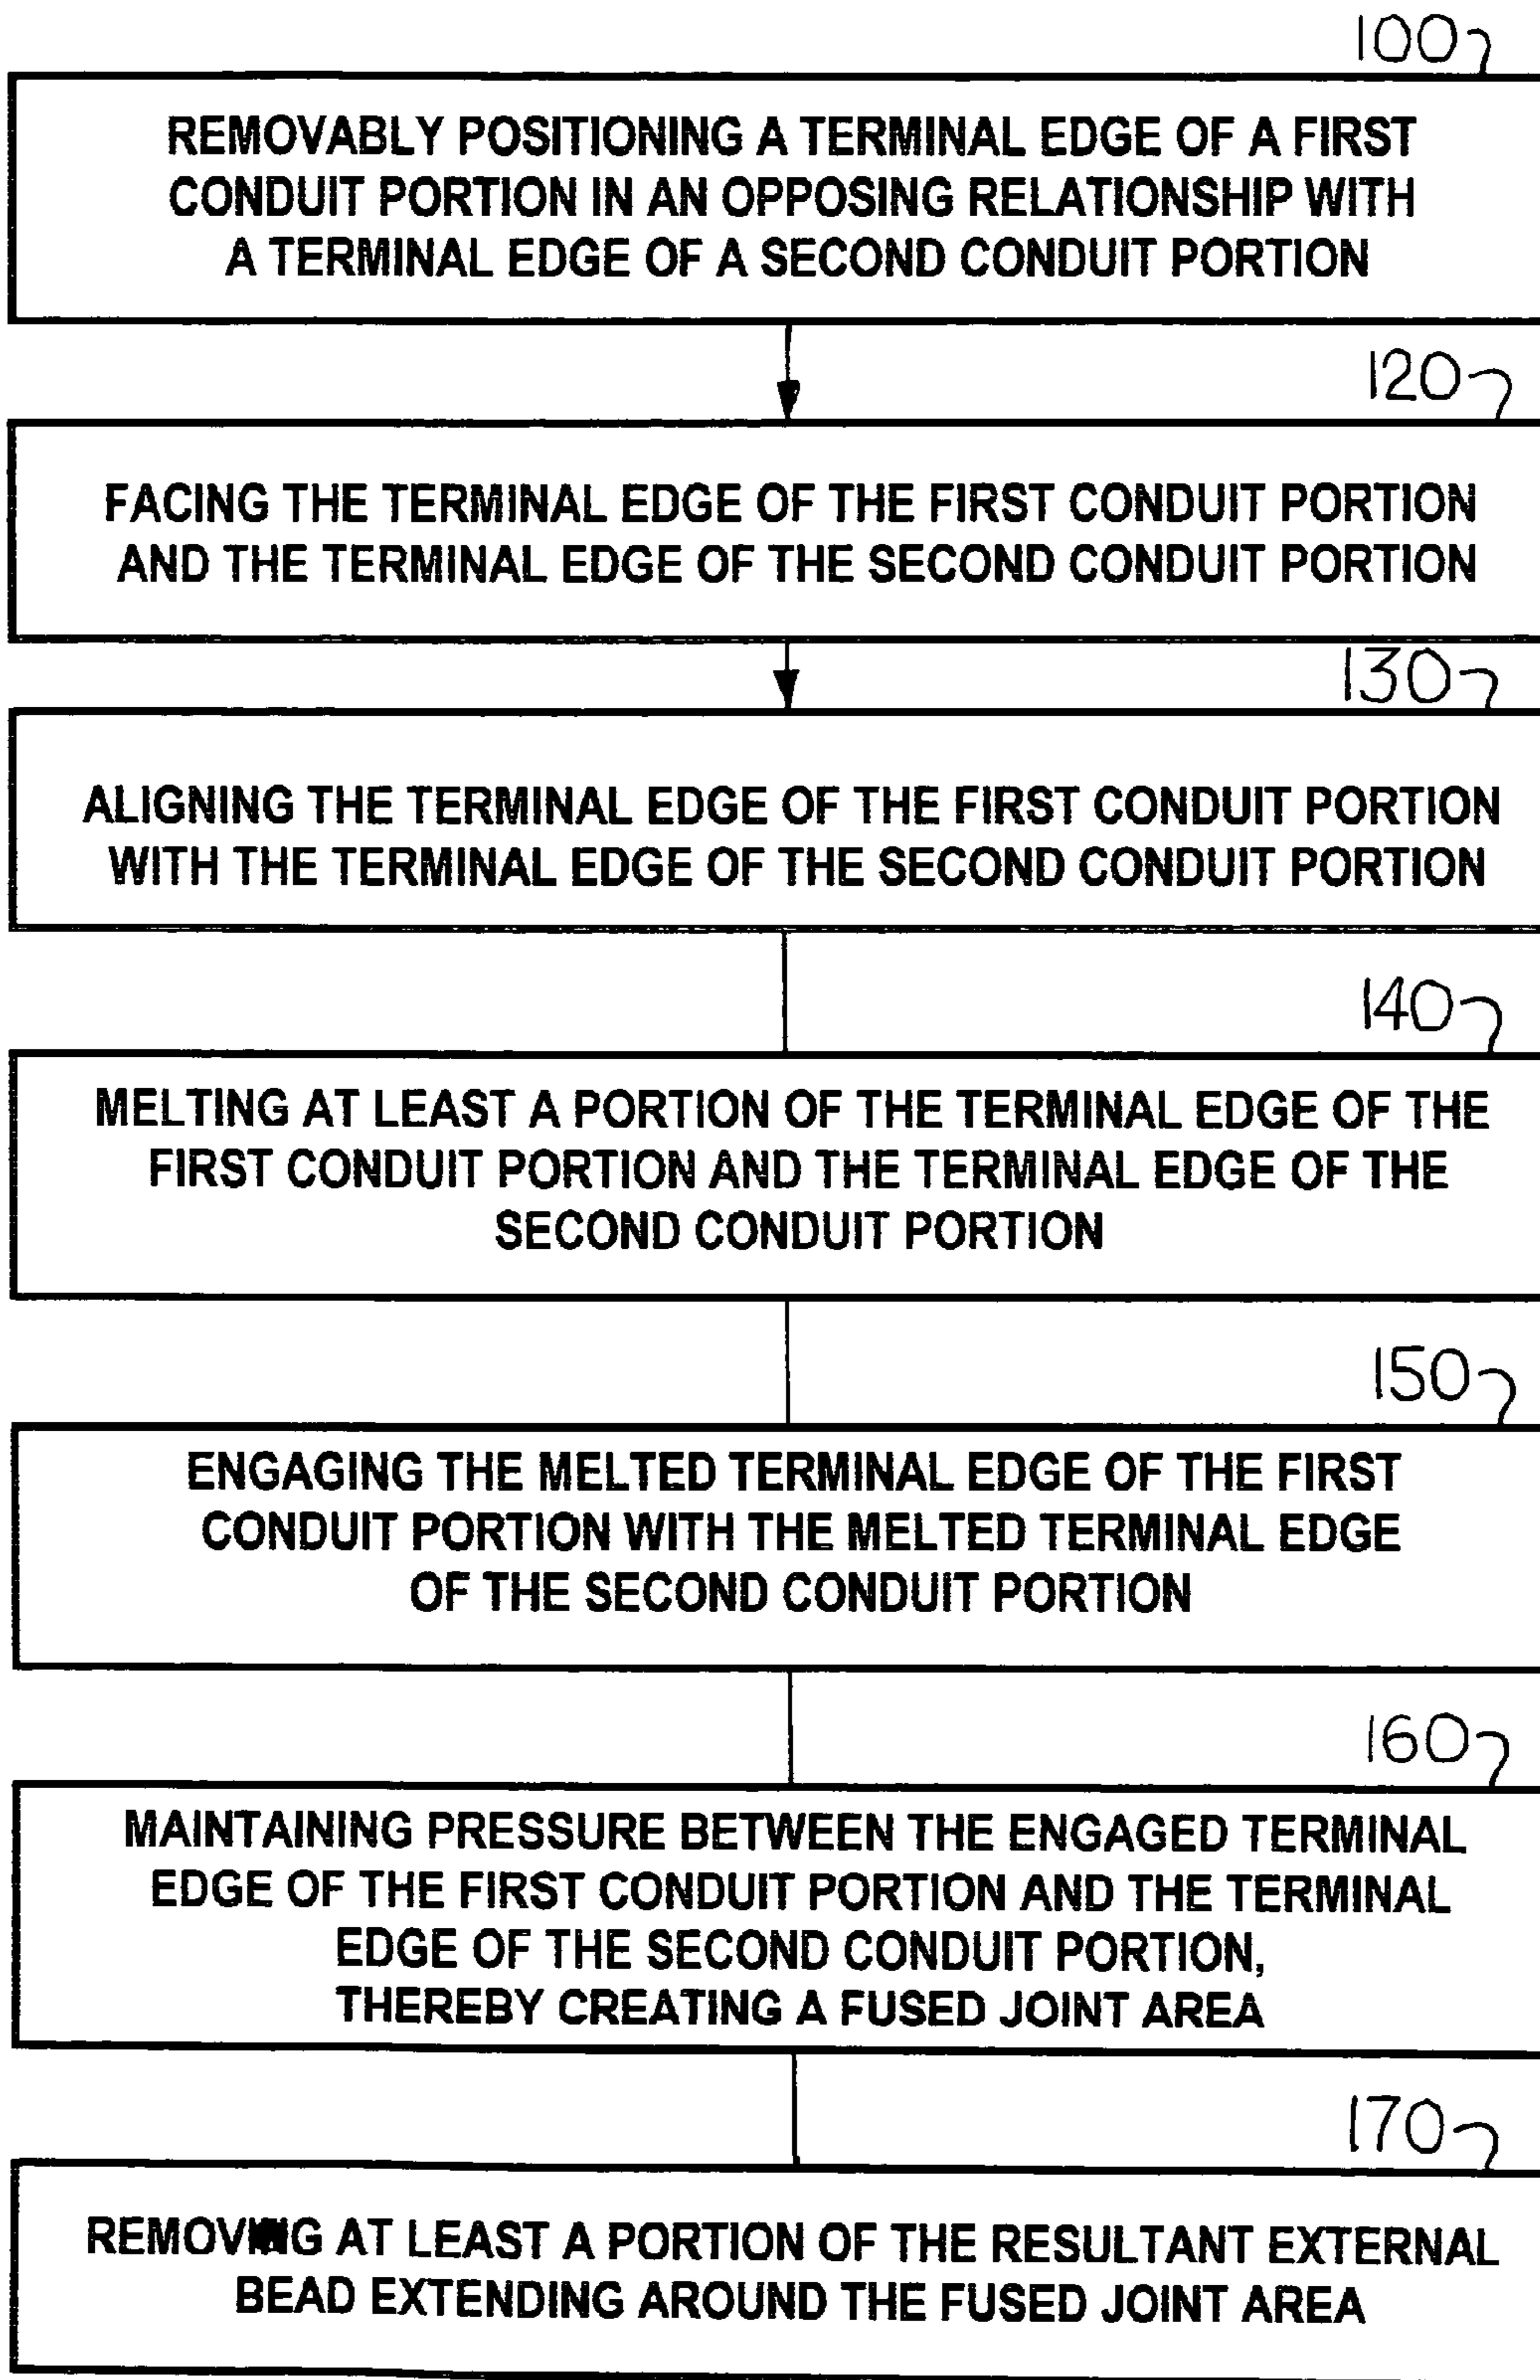 100
REMOVABLY POSITIONING A TERMINAL EDGE OF A FIRST
CONDUIT PORTION IN AN OPPOSING RELATIONSHIP WITH
A TERMINAL EDGE OF A SECOND CONDUIT PORTION
120
FACING THE TERMINAL EDGE OF THE FIRST CONDUIT PORTION
AND THE TERMINAL EDGE OF THE SECOND CONDUIT PORTION
130
ALIGNING THE TERMINAL EDGE OF THE FIRST CONDUIT PORTION
WITH THE TERMINAL EDGE OF THE SECOND CONDUIT PORTION
140
MELTING AT LEAST A PORTION OF THE TERMINAL EDGE OF THE
FIRST CONDUIT PORTION AND THE TERMINAL EDGE OF THE
SECOND CONDUIT PORTION
150
ENGAGING THE MELTED TERMINAL EDGE OF THE FIRST
CONDUIT PORTION WITH THE MELTED TERMINAL EDGE
OF THE SECOND CONDUIT PORTION
160
MAINTAINING PRESSURE BETWEEN THE ENGAGED TERMINAL
EDGE OF THE FIRST CONDUIT PORTION AND THE TERMINAL
EDGE OF THE SECOND CONDUIT PORTION,
THEREBY CREATING A FUSED JOINT AREA
170
REMOVING AT LEAST A PORTION OF THE RESULTANT EXTERNAL
BEAD EXTENDING AROUND THE FUSED JOINT AREA